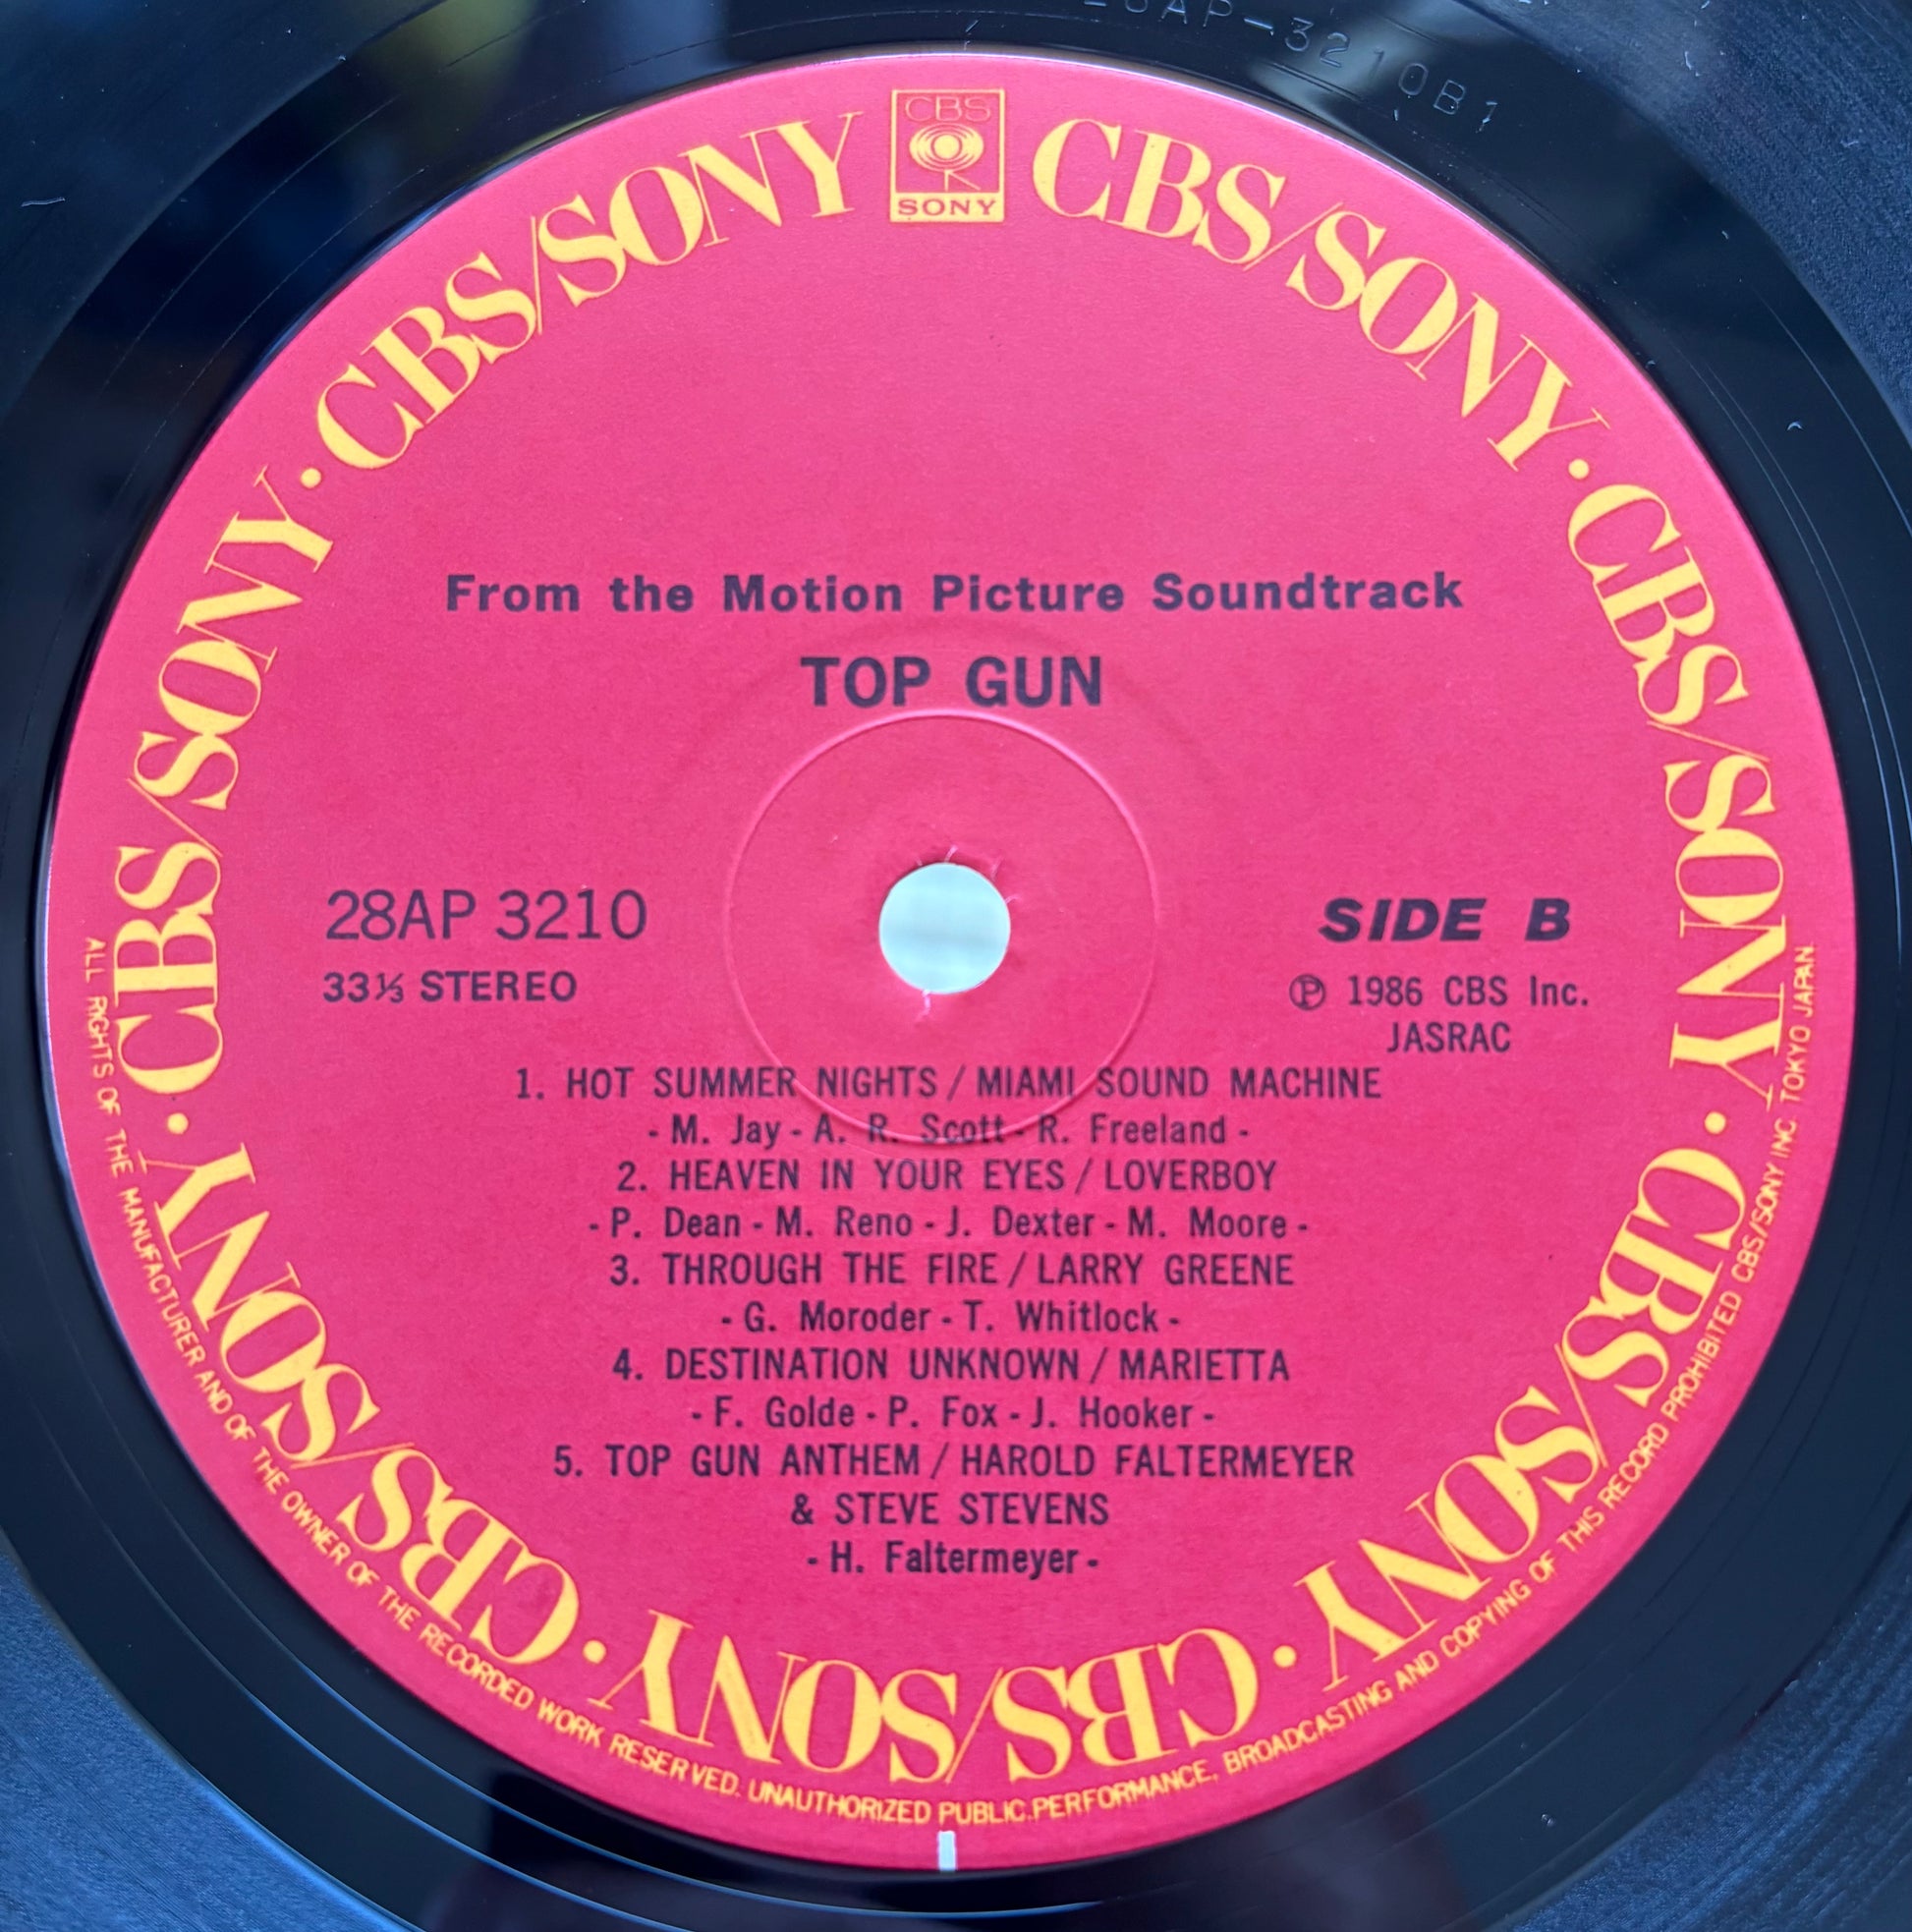 28AP-3210B1
CBS
SONY
CBS/SONY · CBS/SONY · CBS/SONY · CBS/SONY · CBS/SONY · CBS/SONY · CBS/SONY
From the Motion Picture Soundtrack
TOP GUN
28AP 3210
33⅓ STEREO
SIDE B
℗ 1986 CBS Inc.
JASRAC
1. HOT SUMMER NIGHTS / MIAMI SOUND MACHINE
- M. Jay - A. R. Scott - R. Freeland -
2. HEAVEN IN YOUR EYES / LOVERBOY
- P. Dean - M. Reno - J. Dexter - M. Moore -
3. THROUGH THE FIRE / LARRY GREENE
- G. Moroder - T. Whitlock -
4. DESTINATION UNKNOWN / MARIETTA
- F. Golde - P. Fox - J. Hooker -
5. TOP GUN ANTHEM / HAROLD FALTERMEYER
& STEVE STEVENS
- H. Faltermeyer -
ALL RIGHTS OF THE MANUFACTURER AND OF THE OWNER OF THE RECORDED WORK RESERVED. UNAUTHORIZED PUBLIC.PERFORMANCE, BROADCASTING AND COPYING OF THIS RECORD PROHIBITED CBS/SONY INC. TOKYO JAPAN